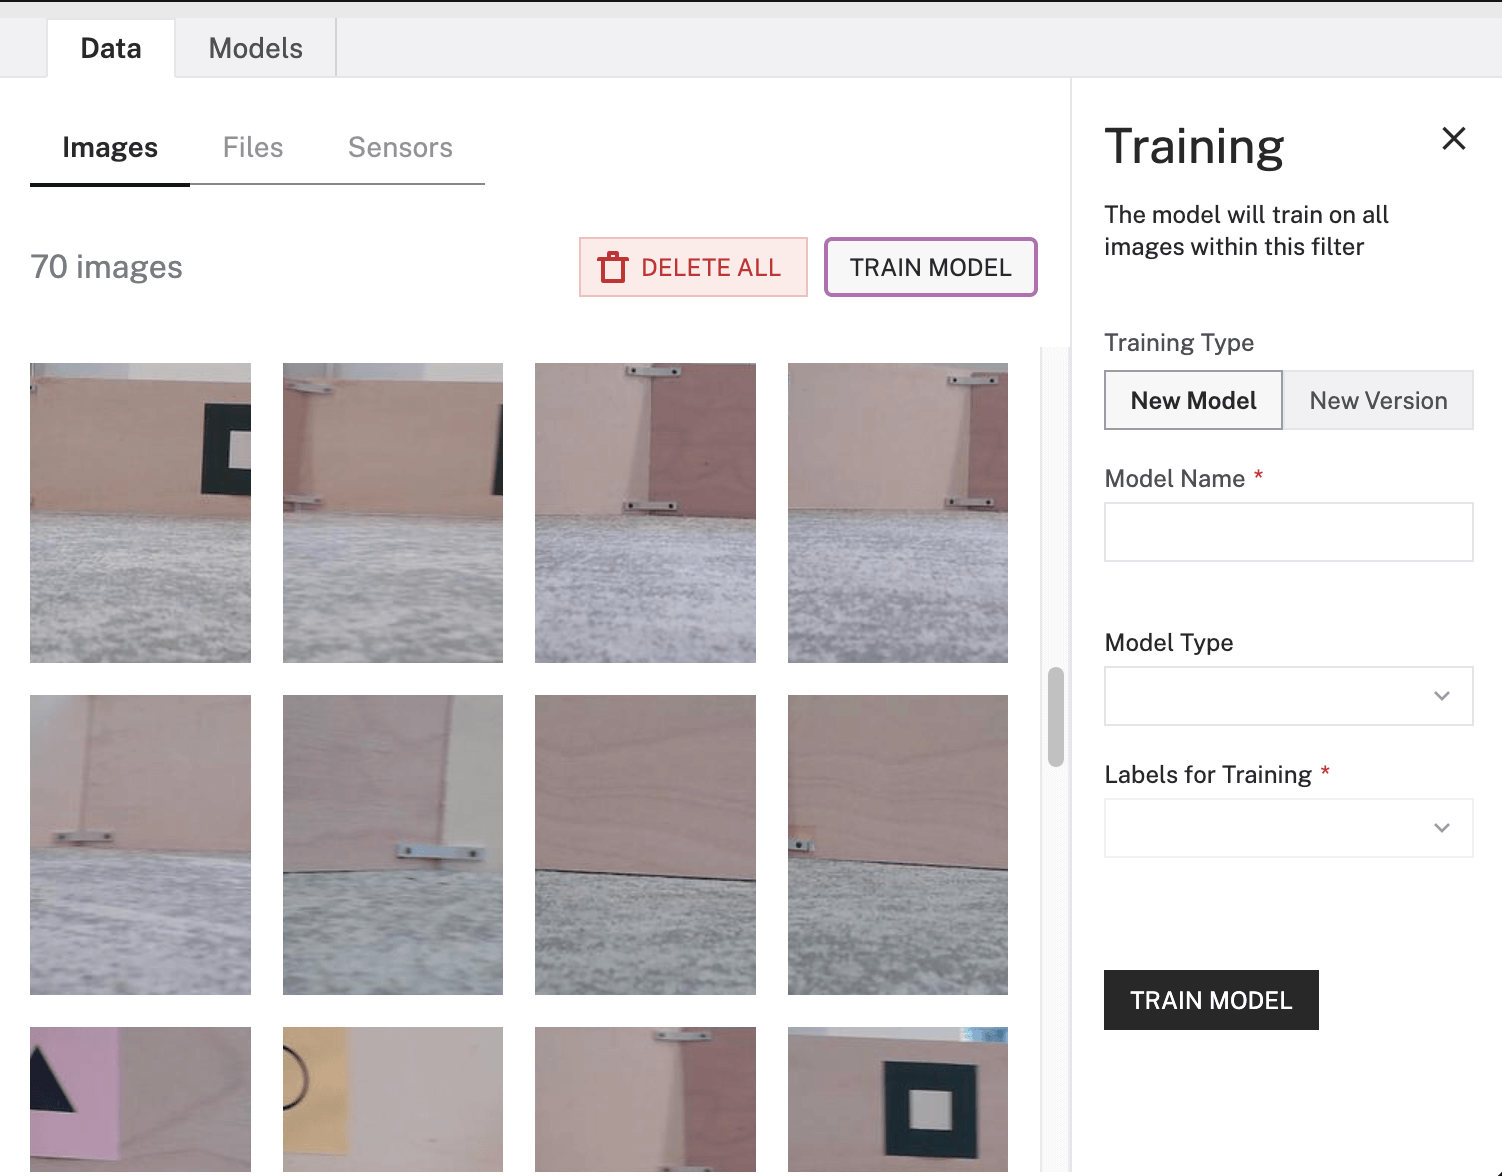 Data
Models
Images
Files
Sensors
70 images
DELETE ALL
TRAIN MODEL
Training
The model will train on all
images within this filter
Training Type
New Model
New Version
Model Name *
Model Type
Labels for Training *
TRAIN MODEL